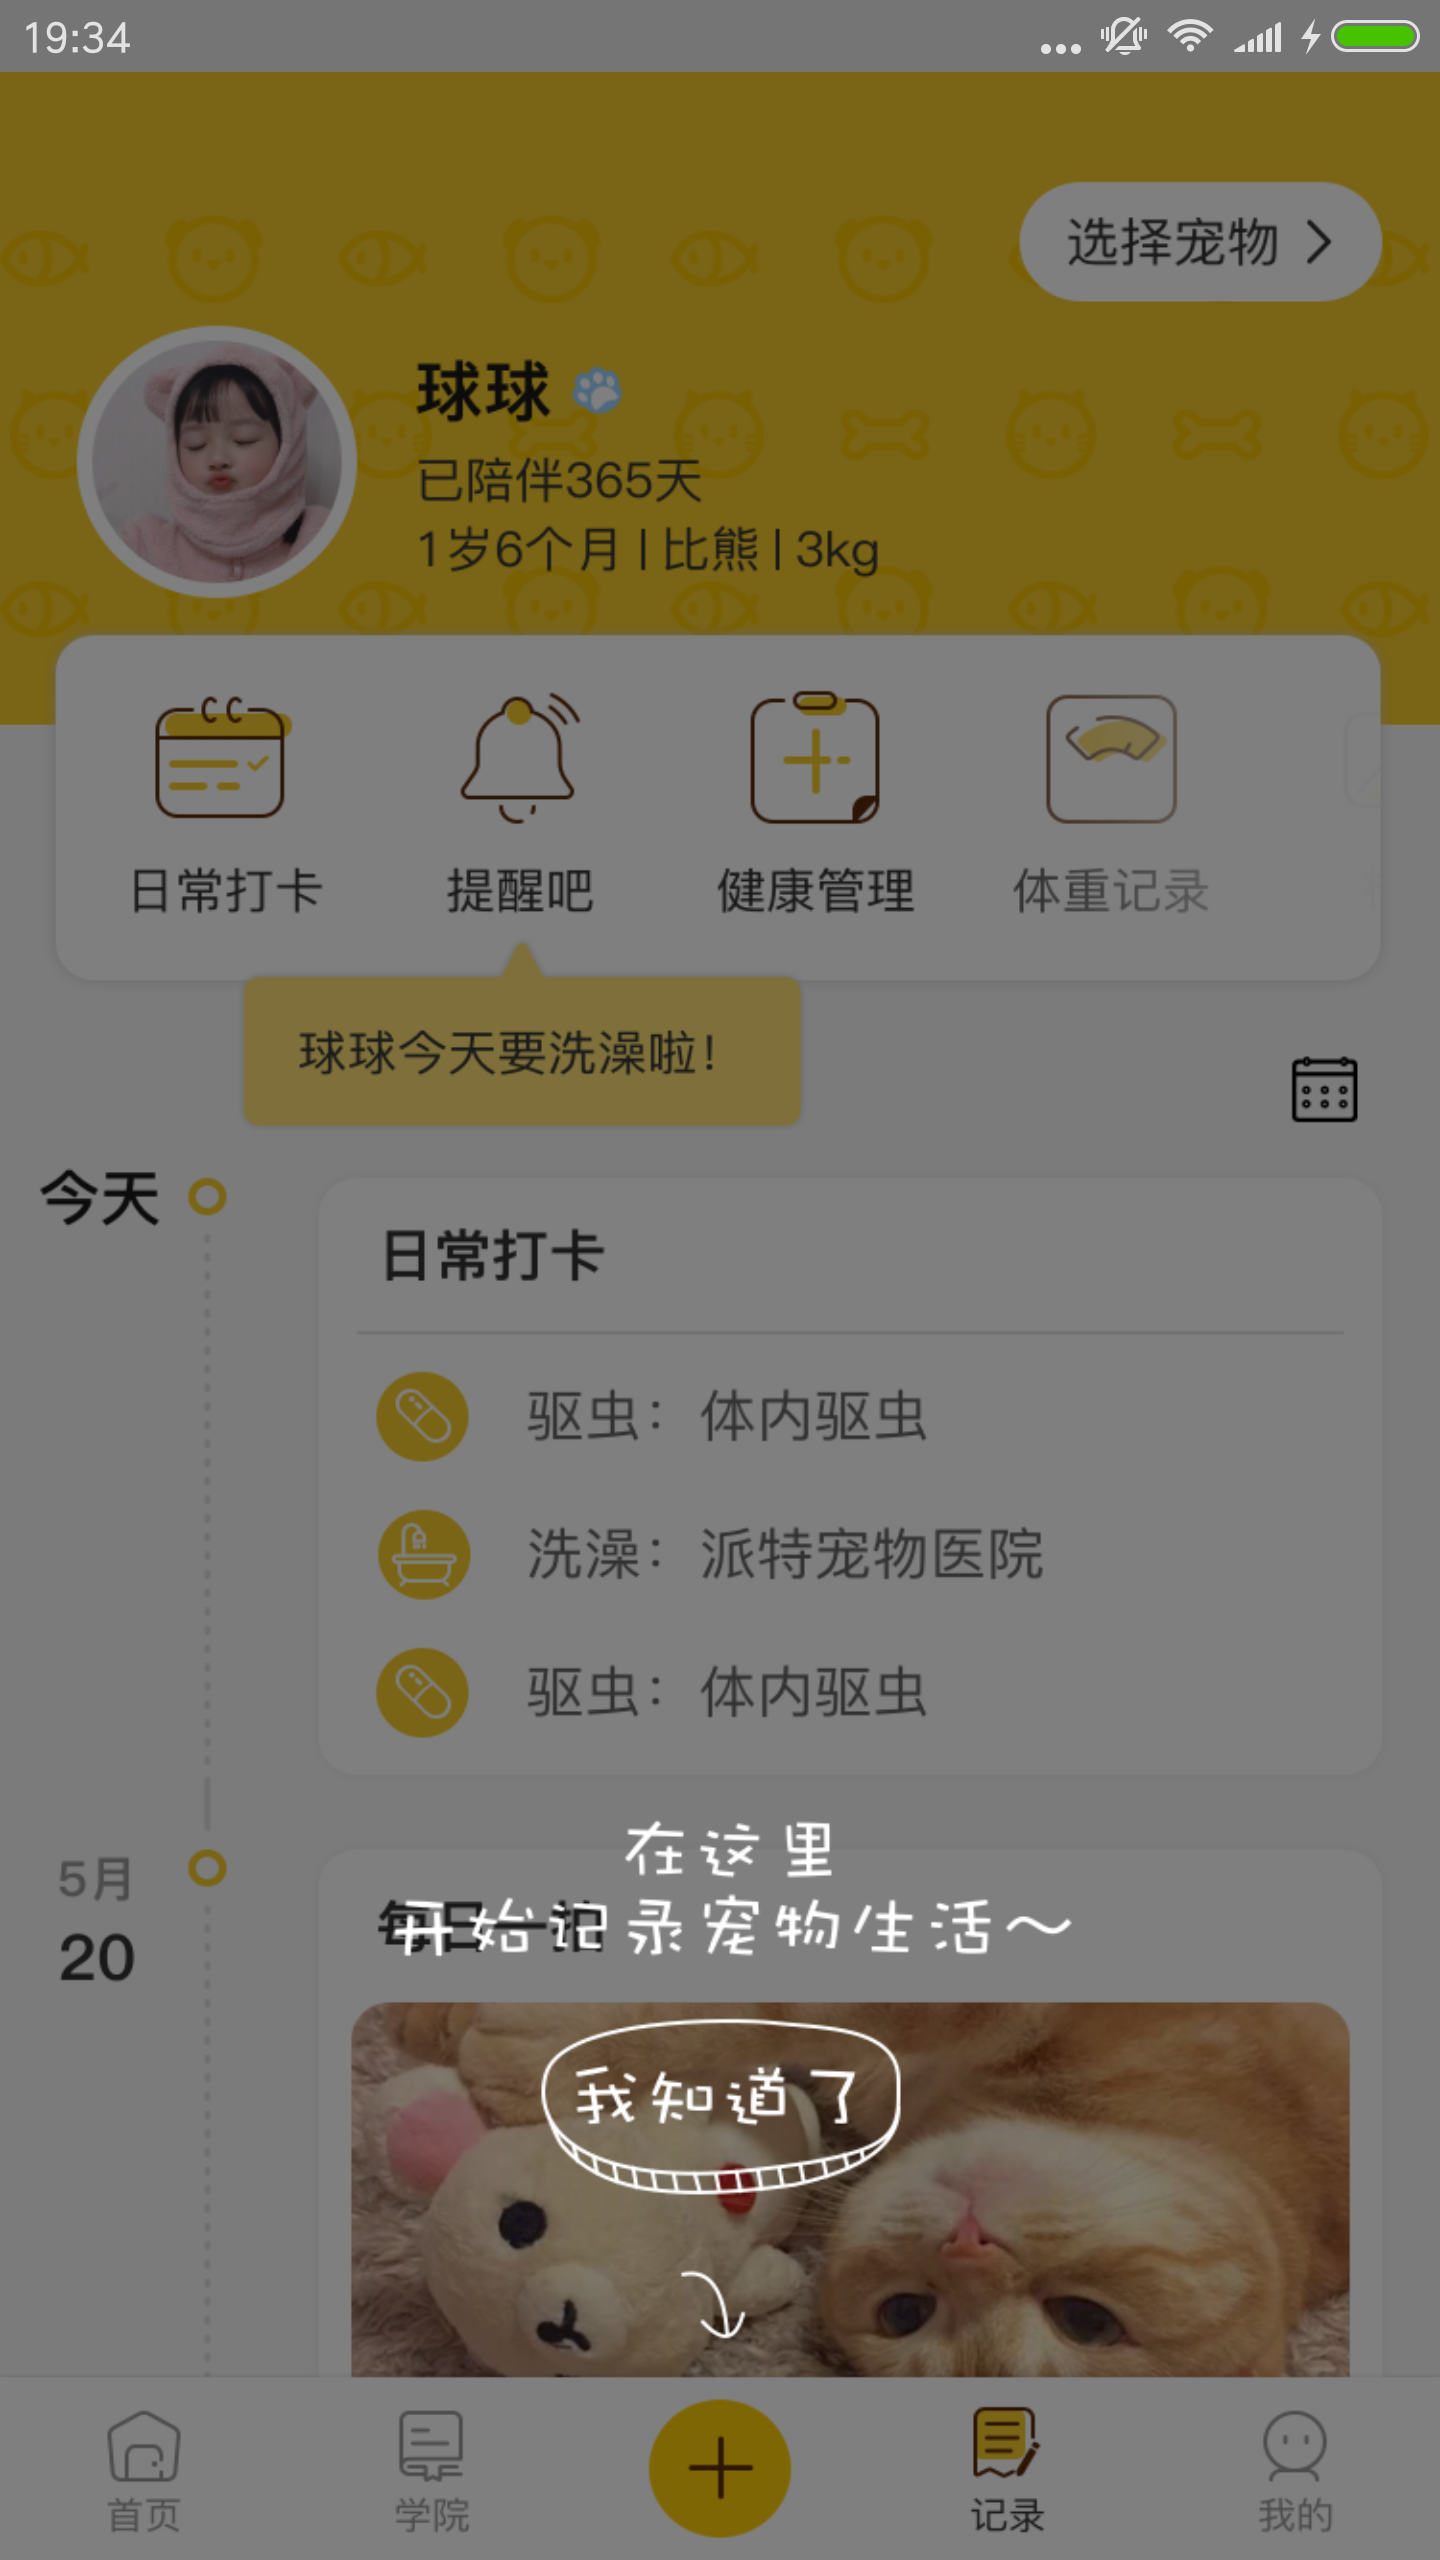 19:34
选择宠物
球球
已陪伴365天
1岁6个月 | 比熊 | 3kg
日常打卡
提醒吧
健康管理
体重记录
球球今天要洗澡啦!
今天
日常打卡
驱虫：体内驱虫
洗澡：派特宠物医院
驱虫：体内驱虫
在这里
5月
每日一拍
开始记录宠物生活～
20
我知道了
首页
学院
记录
我的